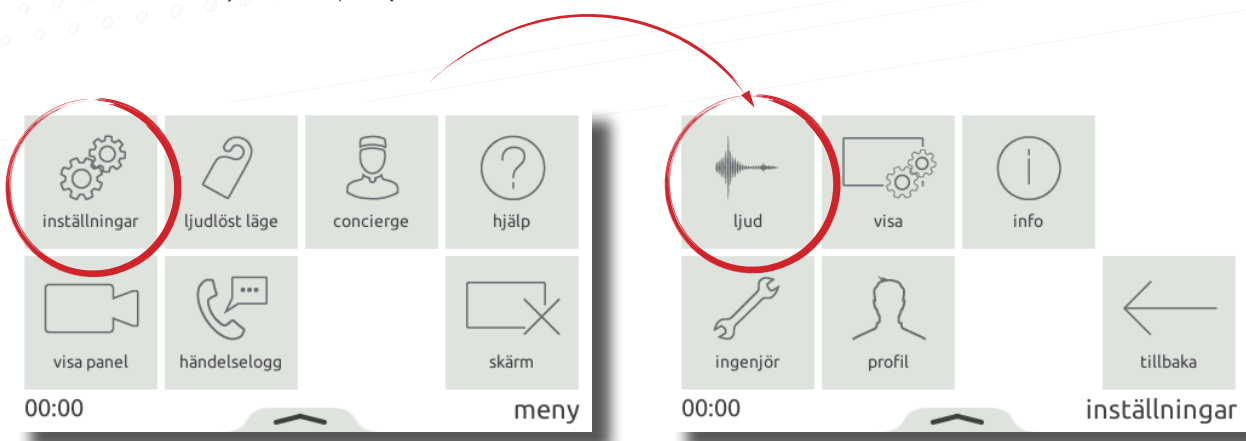 inställningar
ljudlöst läge
concierge
hjälp
visa panel
händelselogg
skärm
00:00
meny
ljud
visa
info
ingenjör
profil
tillbaka
00:00
inställningar